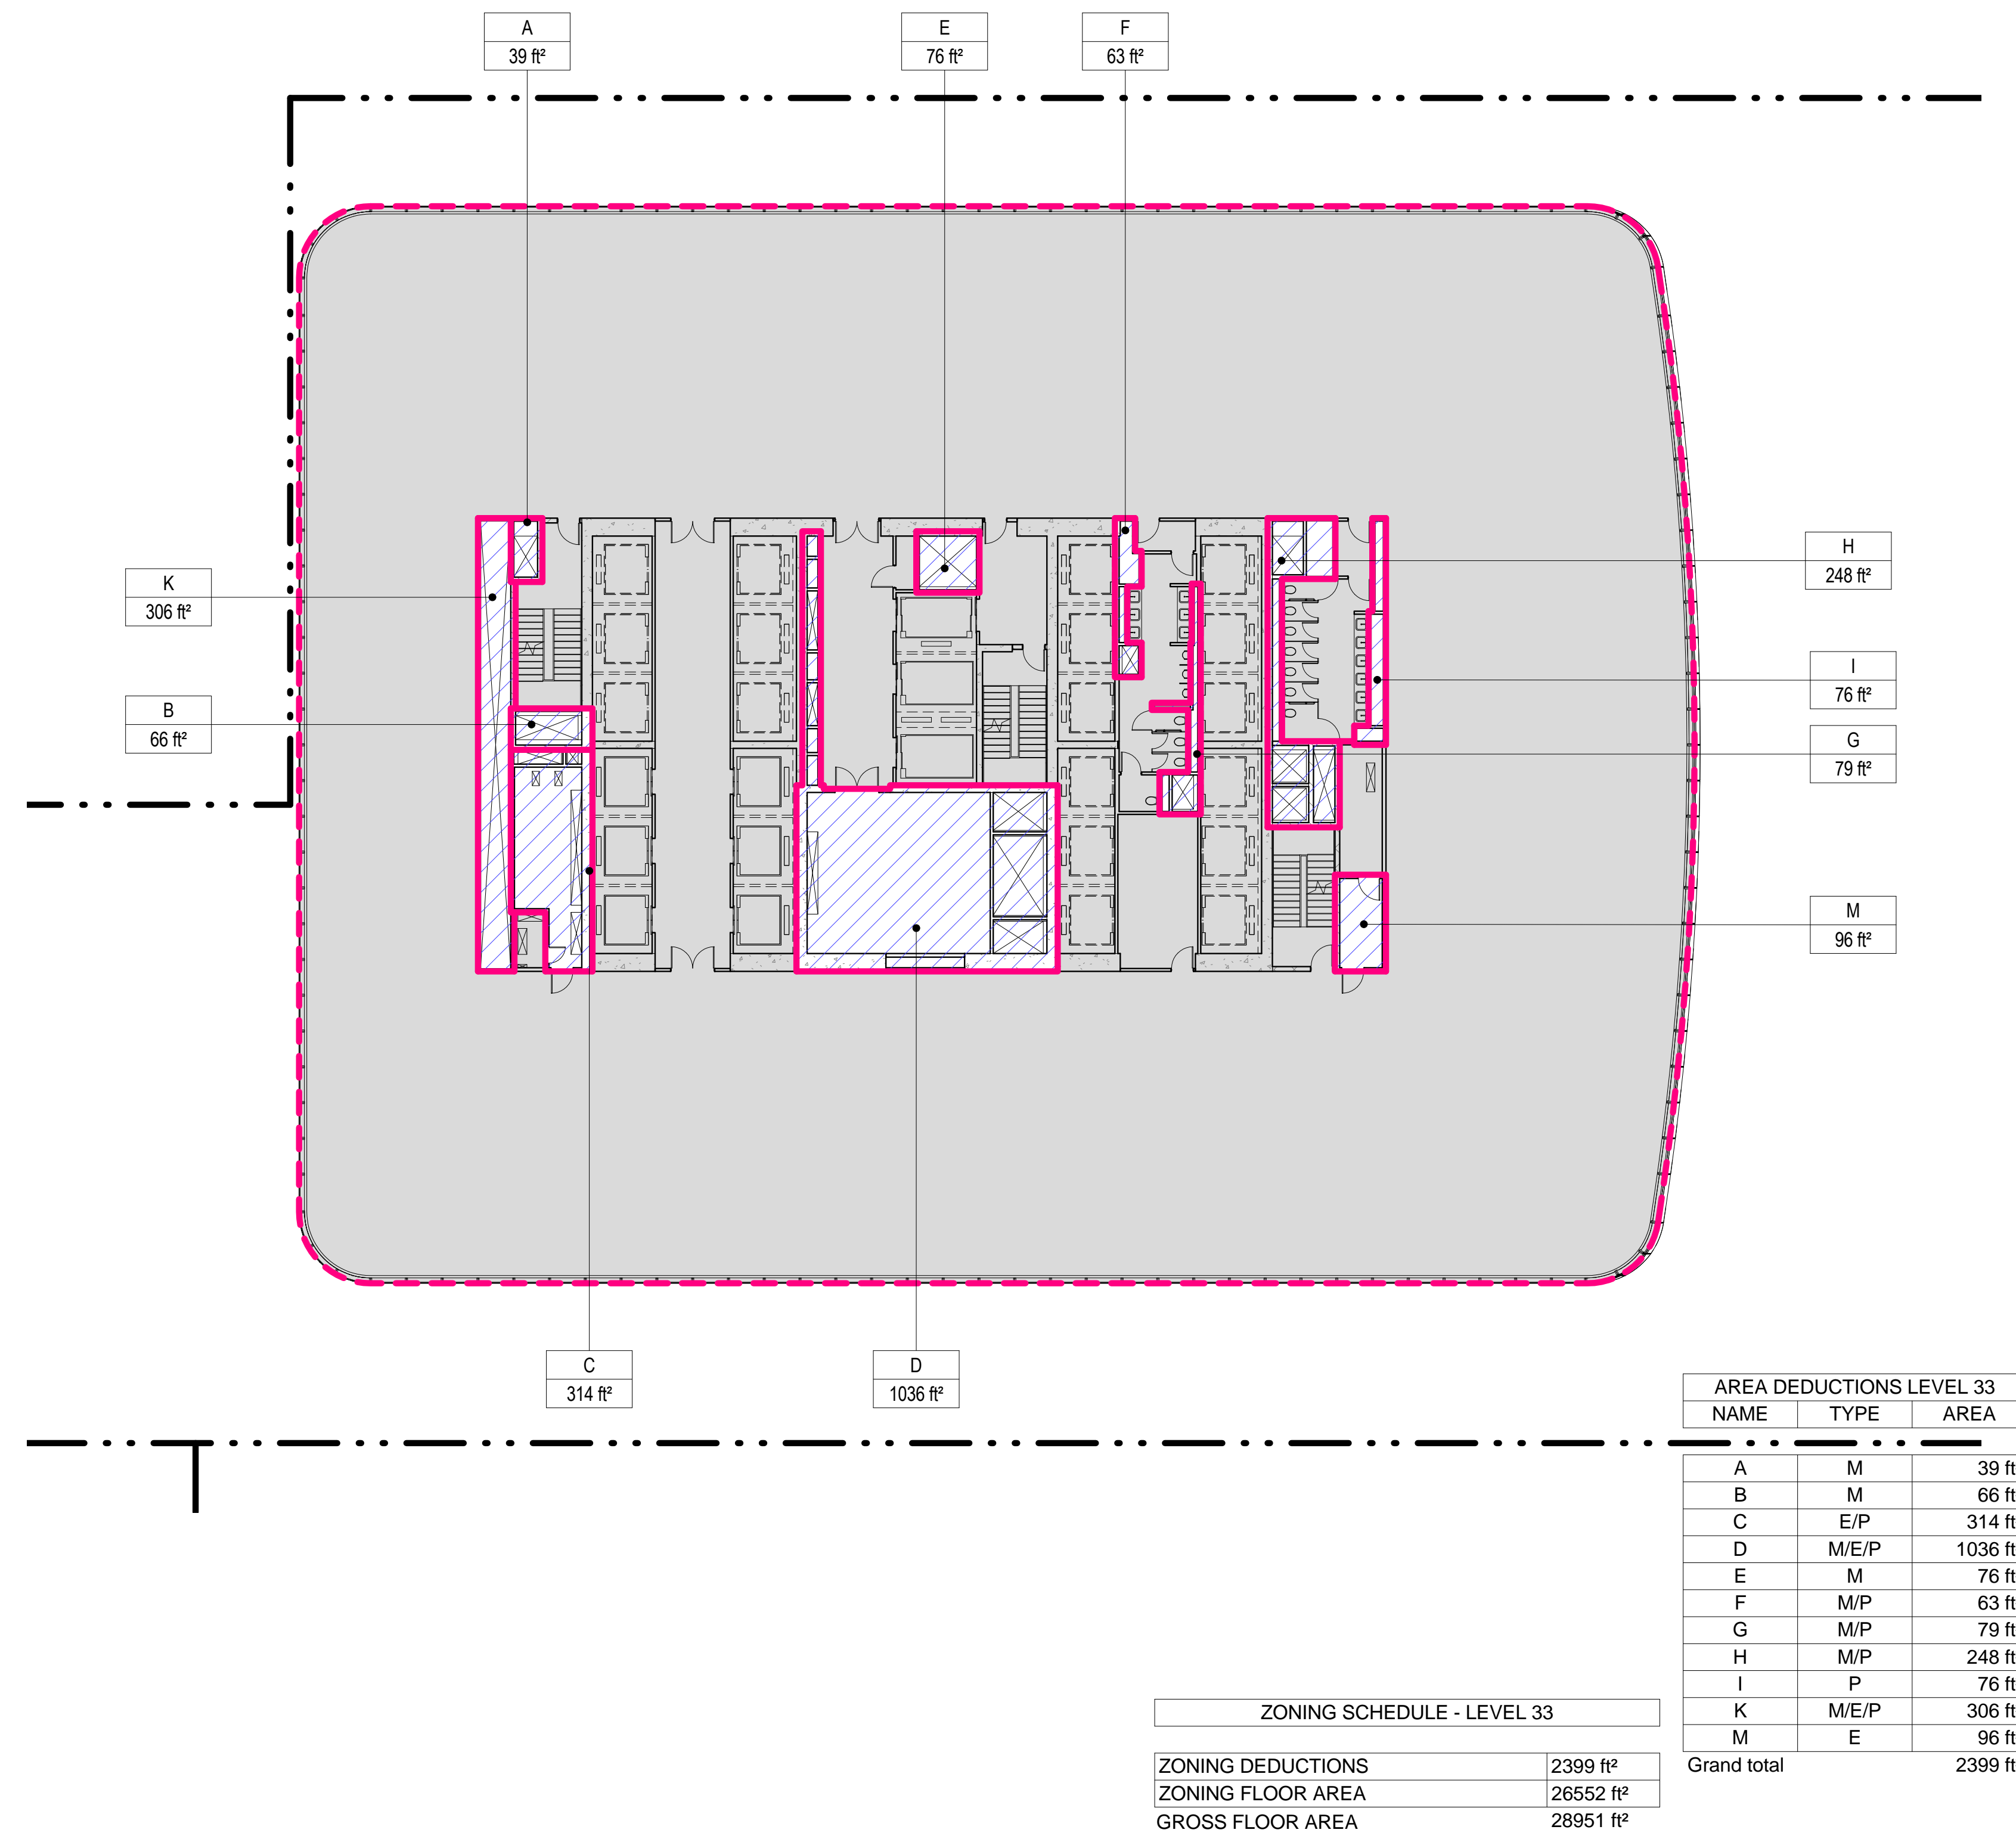 A
39 ft²
E
76 ft²
F
63 ft²
K
306 ft²
B
66 ft²
H
248 ft²
I
76 ft²
G
79 ft²
M
96 ft²
C
314 ft²
D
1036 ft²
AREA DEDUCTIONS LEVEL 33
NAME TYPE AREA
A M 39 ft
B M 66 ft
C E/P 314 ft
D M/E/P 1036 ft
E M 76 ft
F M/P 63 ft
G M/P 79 ft
H M/P 248 ft
I P 76 ft
K M/E/P 306 ft
M E 96 ft
Grand total 2399 ft
ZONING SCHEDULE - LEVEL 33
ZONING DEDUCTIONS 2399 ft²
ZONING FLOOR AREA 26552 ft²
GROSS FLOOR AREA 28951 ft²